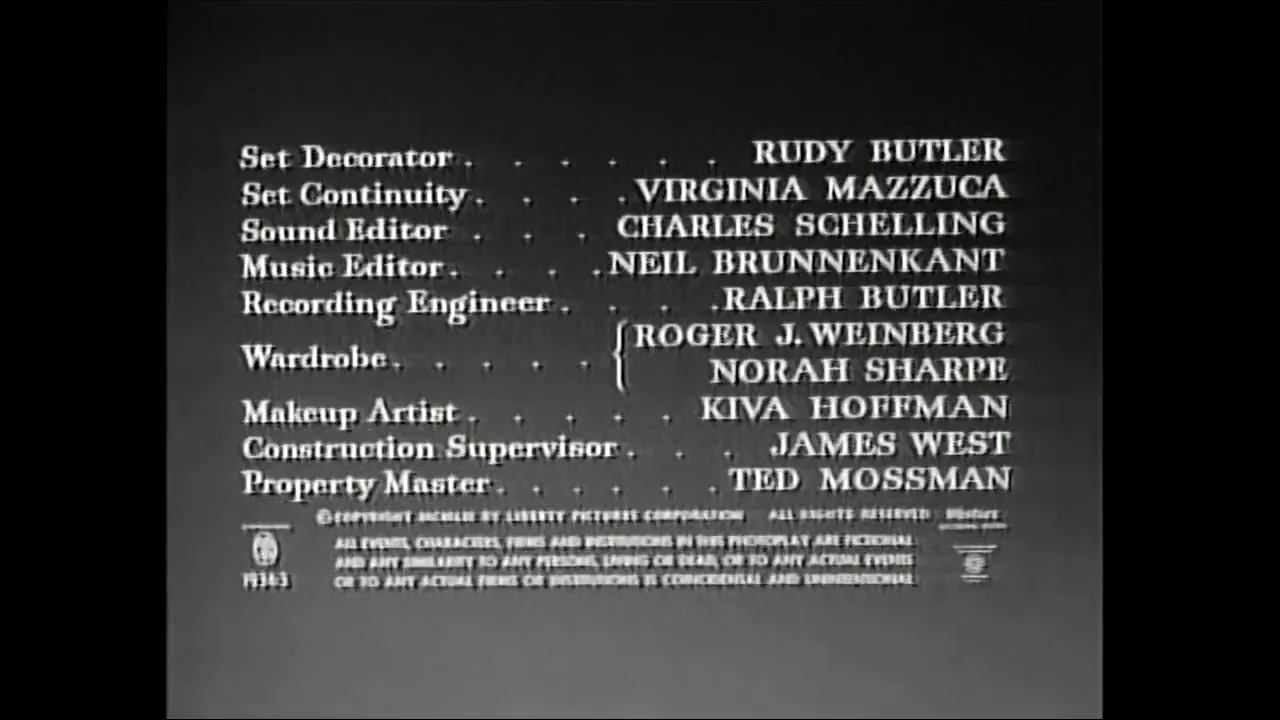 Set Decorator . . . . . . RUDY BUTLER
Set Continuity . . . . VIRGINIA MAZZUCA
Sound Editor . . . CHARLES SCHELLING
Music Editor . . . . NEIL BRUNNENKANT
Recording Engineer . . . . RALPH BUTLER
Wardrobe . . . . . { ROGER J. WEINBERG
NORAH SHARPE
Makeup Artist . . . . . KIVA HOFFMAN
Construction Supervisor . . . JAMES WEST
Property Master . . . . . . TED MOSSMAN
© COPYRIGHT BY LIBERTY PICTURES CORPORATION ALL RIGHTS RESERVED
ALL EVENTS, CHARACTERS, FIRMS AND INSTITUTIONS IN THIS PHOTOPLAY ARE FICTIONAL
AND ANY SIMILARITY TO ANY PERSONS, LIVING OR DEAD, OR TO ANY ACTUAL EVENTS
OR TO ANY ACTUAL FIRMS OR INSTITUTIONS IS COINCIDENTAL AND UNINTENTIONAL